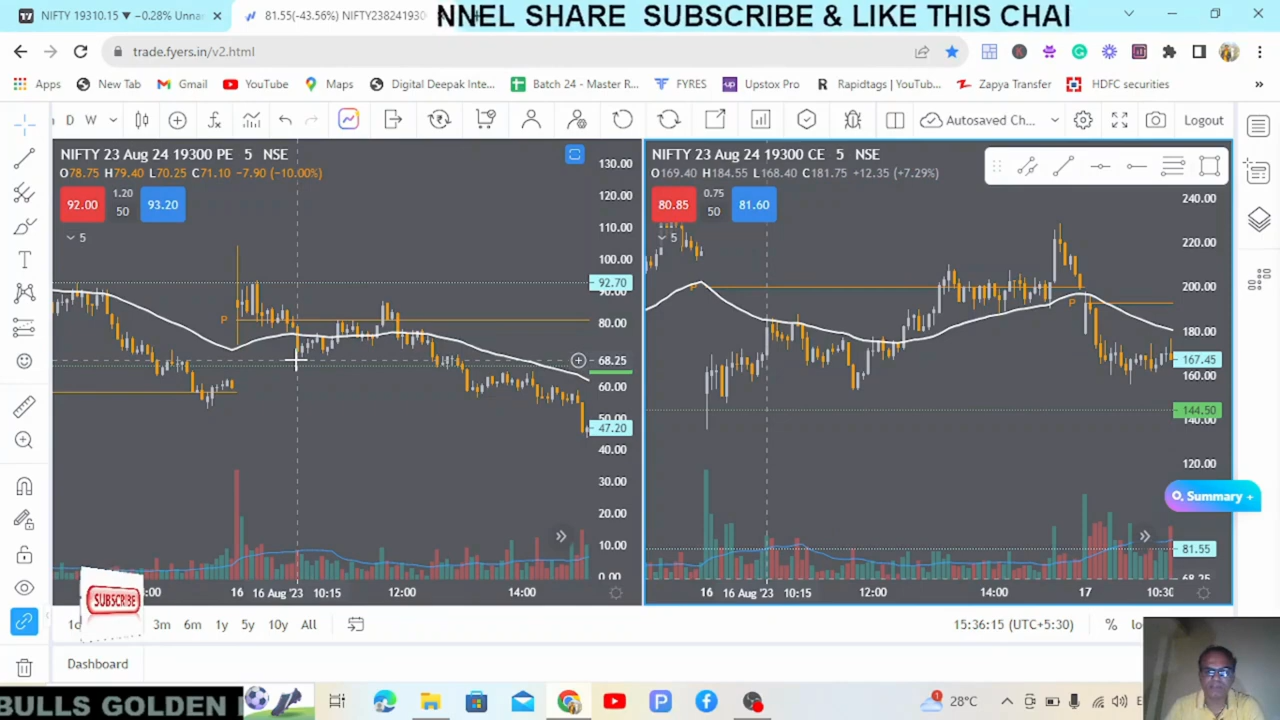 NNEL SHARE SUBSCRIBE & LIKE THIS CHAI
NIFTY 19310.15 ▼ −0.28% Unna
81.55(-43.56%) NIFTY23824193
trade.fyers.in/v2.html
Apps
New Tab
Gmail
YouTube
Maps
Digital Deepak Inte...
Batch 24 - Master R...
FYRES
Upstox Pro
Rapidtags | YouTub...
Zapya Transfer
HDFC securities
D W
Autosaved Ch...
Logout
NIFTY 23 Aug 24 19300 PE 5 NSE
O78.75 H79.40 L70.25 C71.10 −7.90 (−10.00%)
92.00
1.20
50
93.20
5
P
130.00
120.00
110.00
100.00
92.70
90.00
80.00
68.25
60.00
50.00
47.20
40.00
30.00
20.00
10.00
0.00
:00 16 16 Aug '23 10:15 12:00 14:00
NIFTY 23 Aug 24 19300 CE 5 NSE
O169.40 H184.55 L168.40 C181.75 +12.35 (+7.29%)
80.85
0.75
50
81.60
5
P
P
240.00
220.00
200.00
180.00
167.45
160.00
144.50
140.00
120.00
Summary +
81.55
68.25
16 16 Aug '23 10:15 12:00 14:00 17 10:30
SUBSCRIBE
1d 3m 6m 1y 5y 10y All
15:36:15 (UTC+5:30)
%
lo
Dashboard
BULLS GOLDEN
28°C